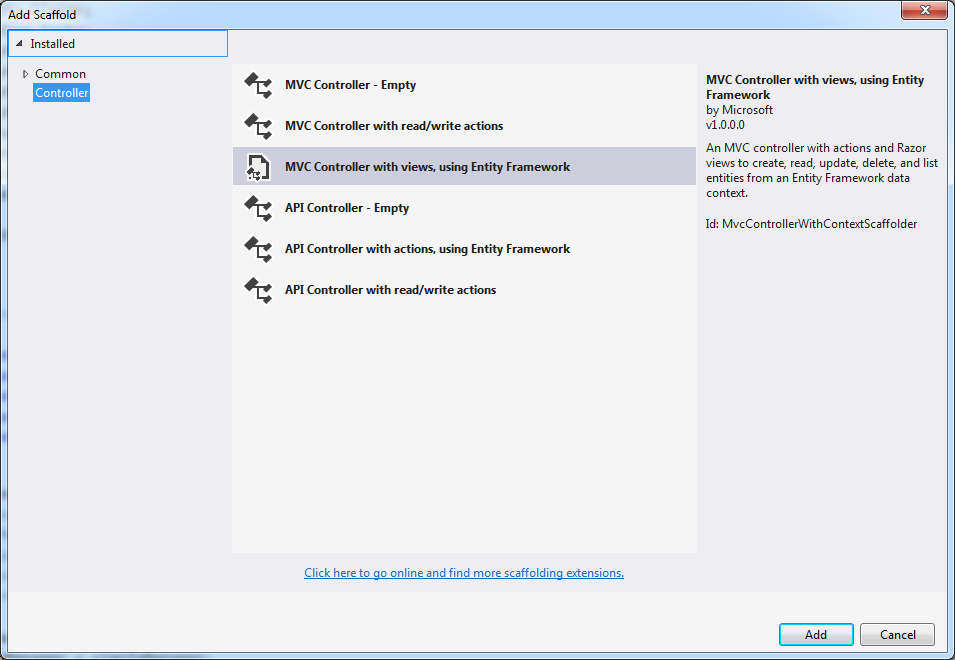 Add Scaffold
Installed
Common
Controller
MVC Controller - Empty
MVC Controller with read/write actions
MVC Controller with views, using Entity Framework
API Controller - Empty
API Controller with actions, using Entity Framework
API Controller with read/write actions
Click here to go online and find more scaffolding extensions.
MVC Controller with views, using Entity
Framework
by Microsoft
v1.0.0.0
An MVC controller with actions and Razor
views to create, read, update, delete, and list
entities from an Entity Framework data
context.
Id: MvcControllerWithContextScaffolder
Add
Cancel